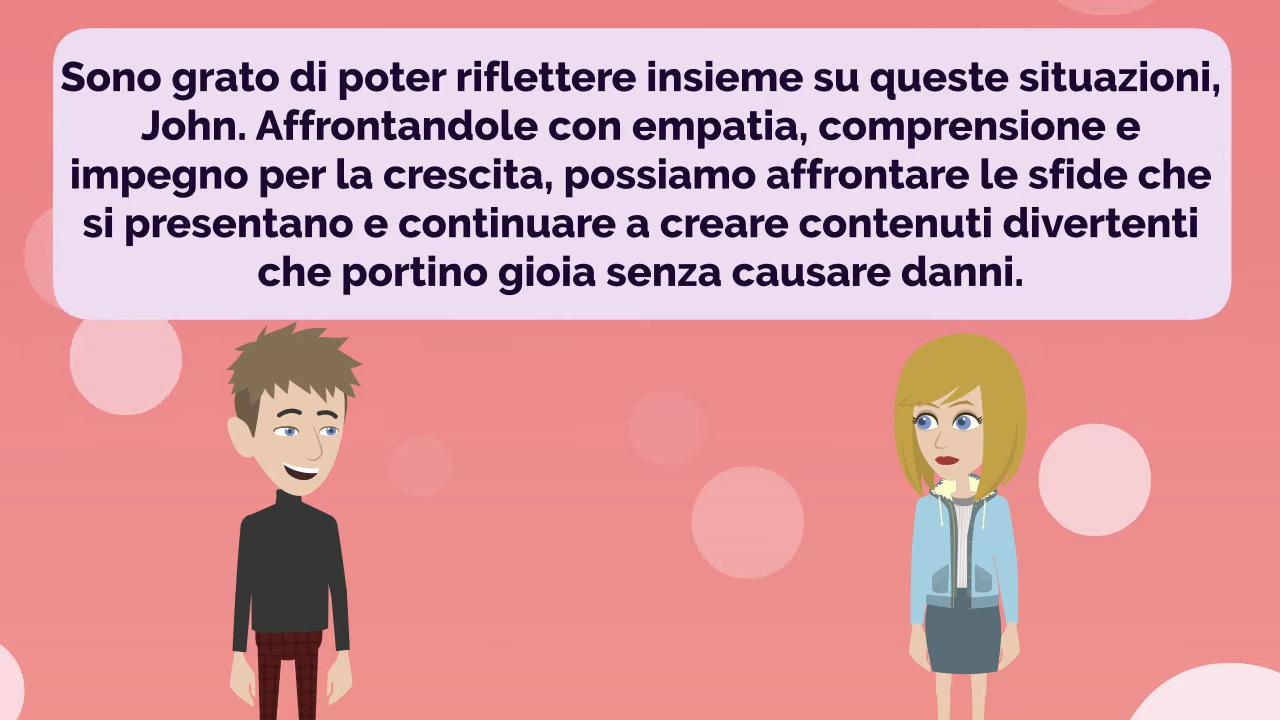 Sono grato di poter riflettere insieme su queste situazioni,
John. Affrontandole con empatia, comprensione e
impegno per la crescita, possiamo affrontare le sfide che
si presentano e continuare a creare contenuti divertenti
che portino gioia senza causare danni.